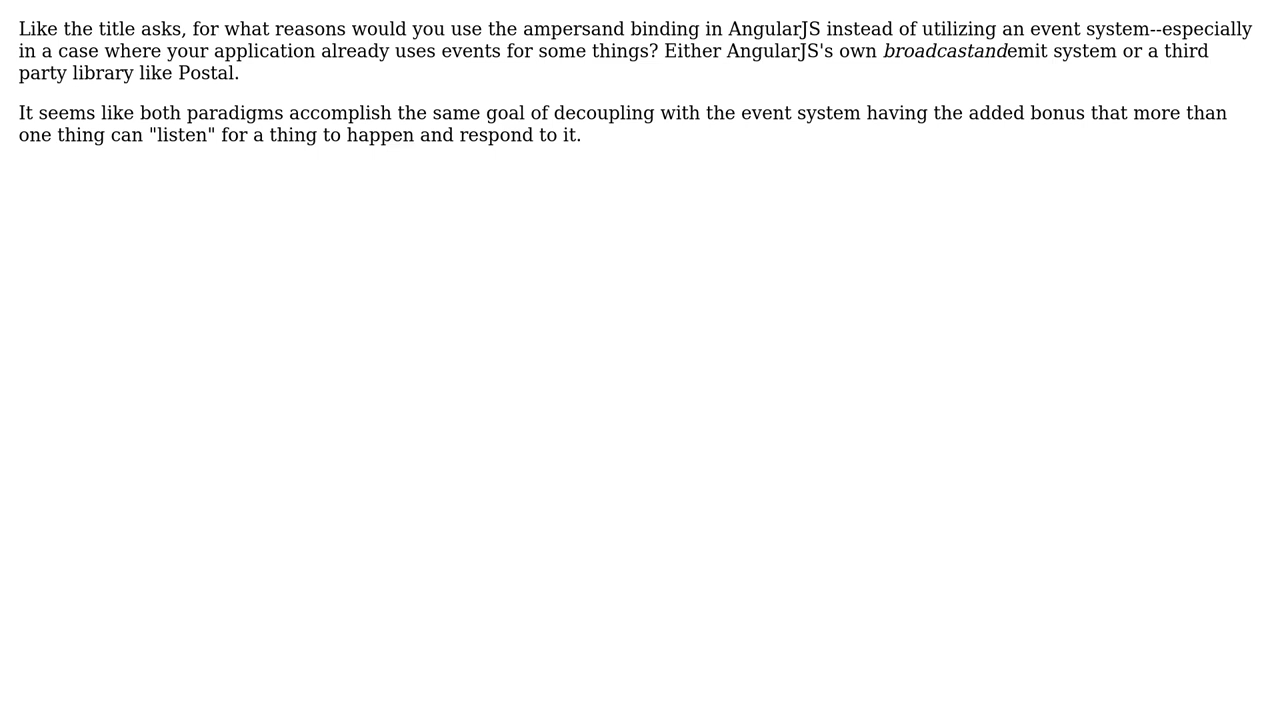 Like the title asks, for what reasons would you use the ampersand binding in AngularJS instead of utilizing an event system--especially
in a case where your application already uses events for some things? Either AngularJS's own broadcastandemit system or a third
party library like Postal.
It seems like both paradigms accomplish the same goal of decoupling with the event system having the added bonus that more than
one thing can "listen" for a thing to happen and respond to it.